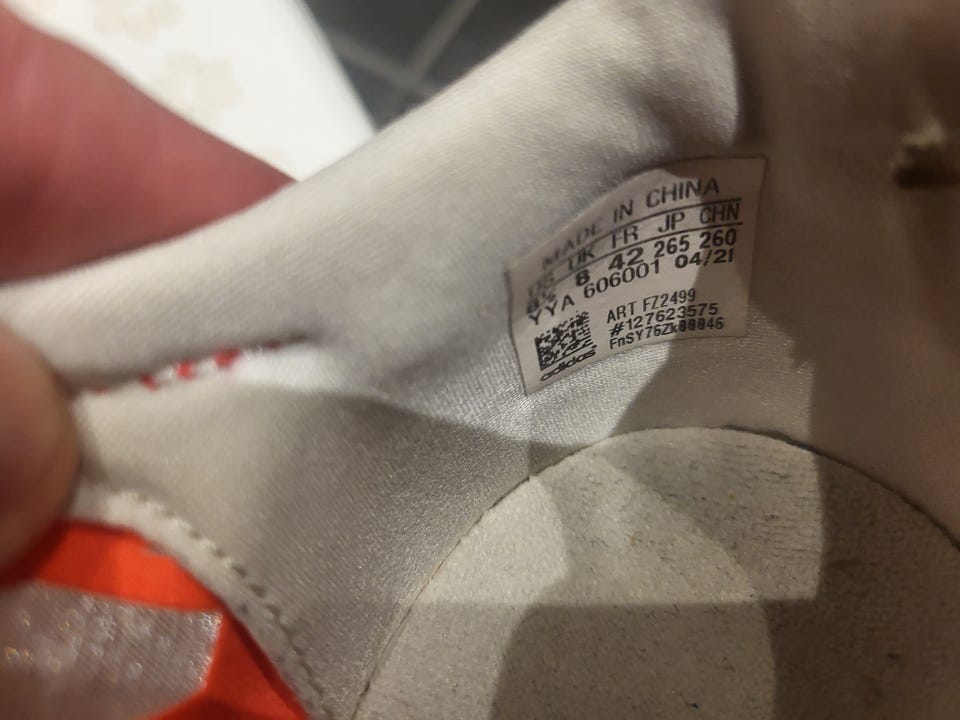 MADE IN CHINA
US UK FR JP CHN
8½ 8 42 265 260
YYA 606001 04/21
ART FZ2499
#127623575
adidas